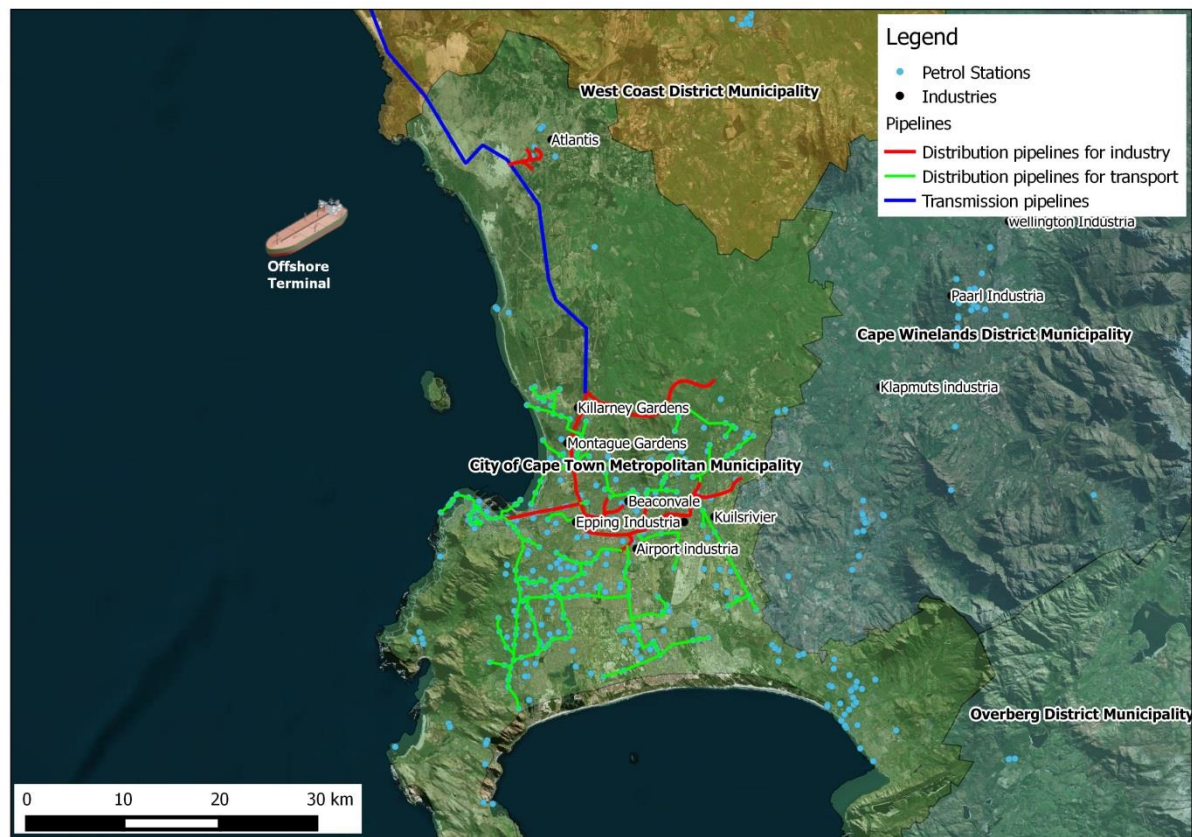 Legend
Petrol Stations
Industries
Pipelines
Distribution pipelines for industry
Distribution pipelines for transport
Transmission pipelines
West Coast District Municipality
Atlantis
wellington Industria
Offshore
Terminal
Paarl Industria
Cape Winelands District Municipality
Klapmuts industria
Killarney Gardens
Montague Gardens
City of Cape Town Metropolitan Municipality
Beaconvale
Epping Industria
Kuilsrivier
Airport industria
Overberg District Municipality
0 10 20 30 km